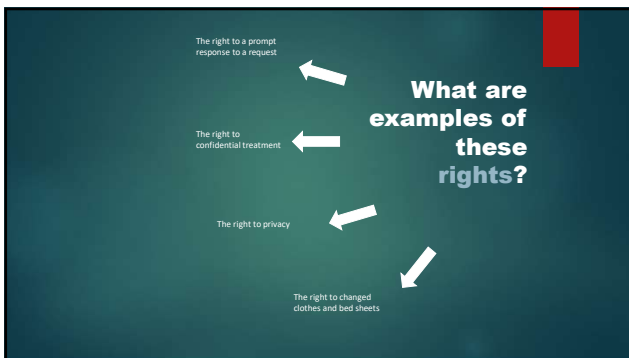 The right to a prompt
response to a request
What are
examples of
these
rights?
The right to
confidential treatment
The right to privacy
The right to changed
clothes and bed sheets